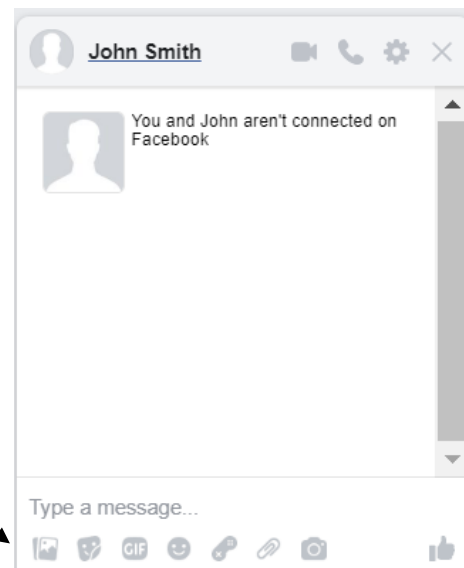 John Smith
You and John aren't connected on
Facebook
Type a message...
GIF